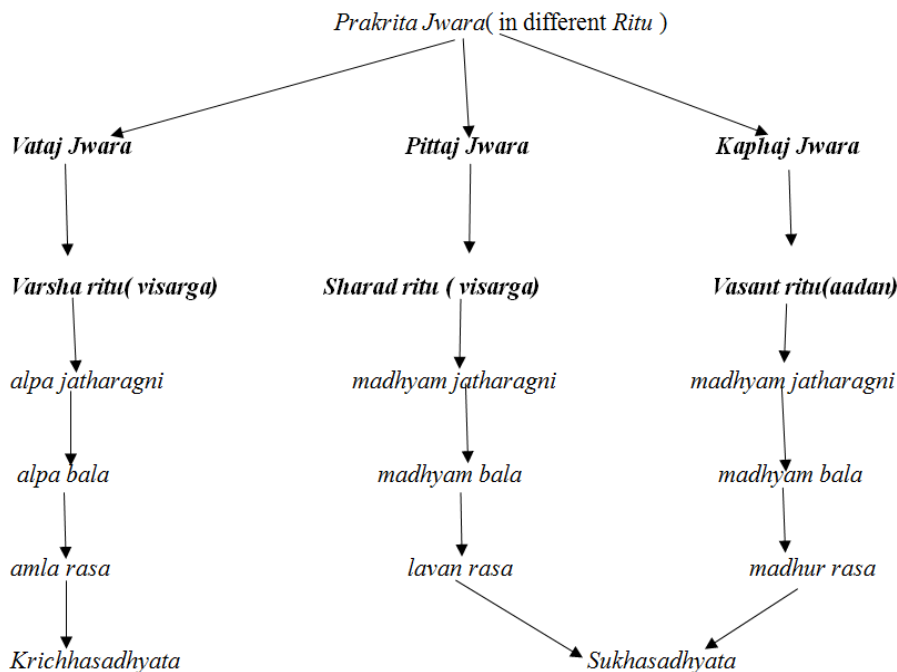 Prakrita Jwara( in different Ritu )
Vataj Jwara
Pittaj Jwara
Kaphaj Jwara
Varsha ritu( visarga)
Sharad ritu ( visarga)
Vasant ritu(aadan)
alpa jatharagni
madhyam jatharagni
madhyam jatharagni
alpa bala
madhyam bala
madhyam bala
amla rasa
lavan rasa
madhur rasa
Krichhasadhyata
Sukhasadhyata